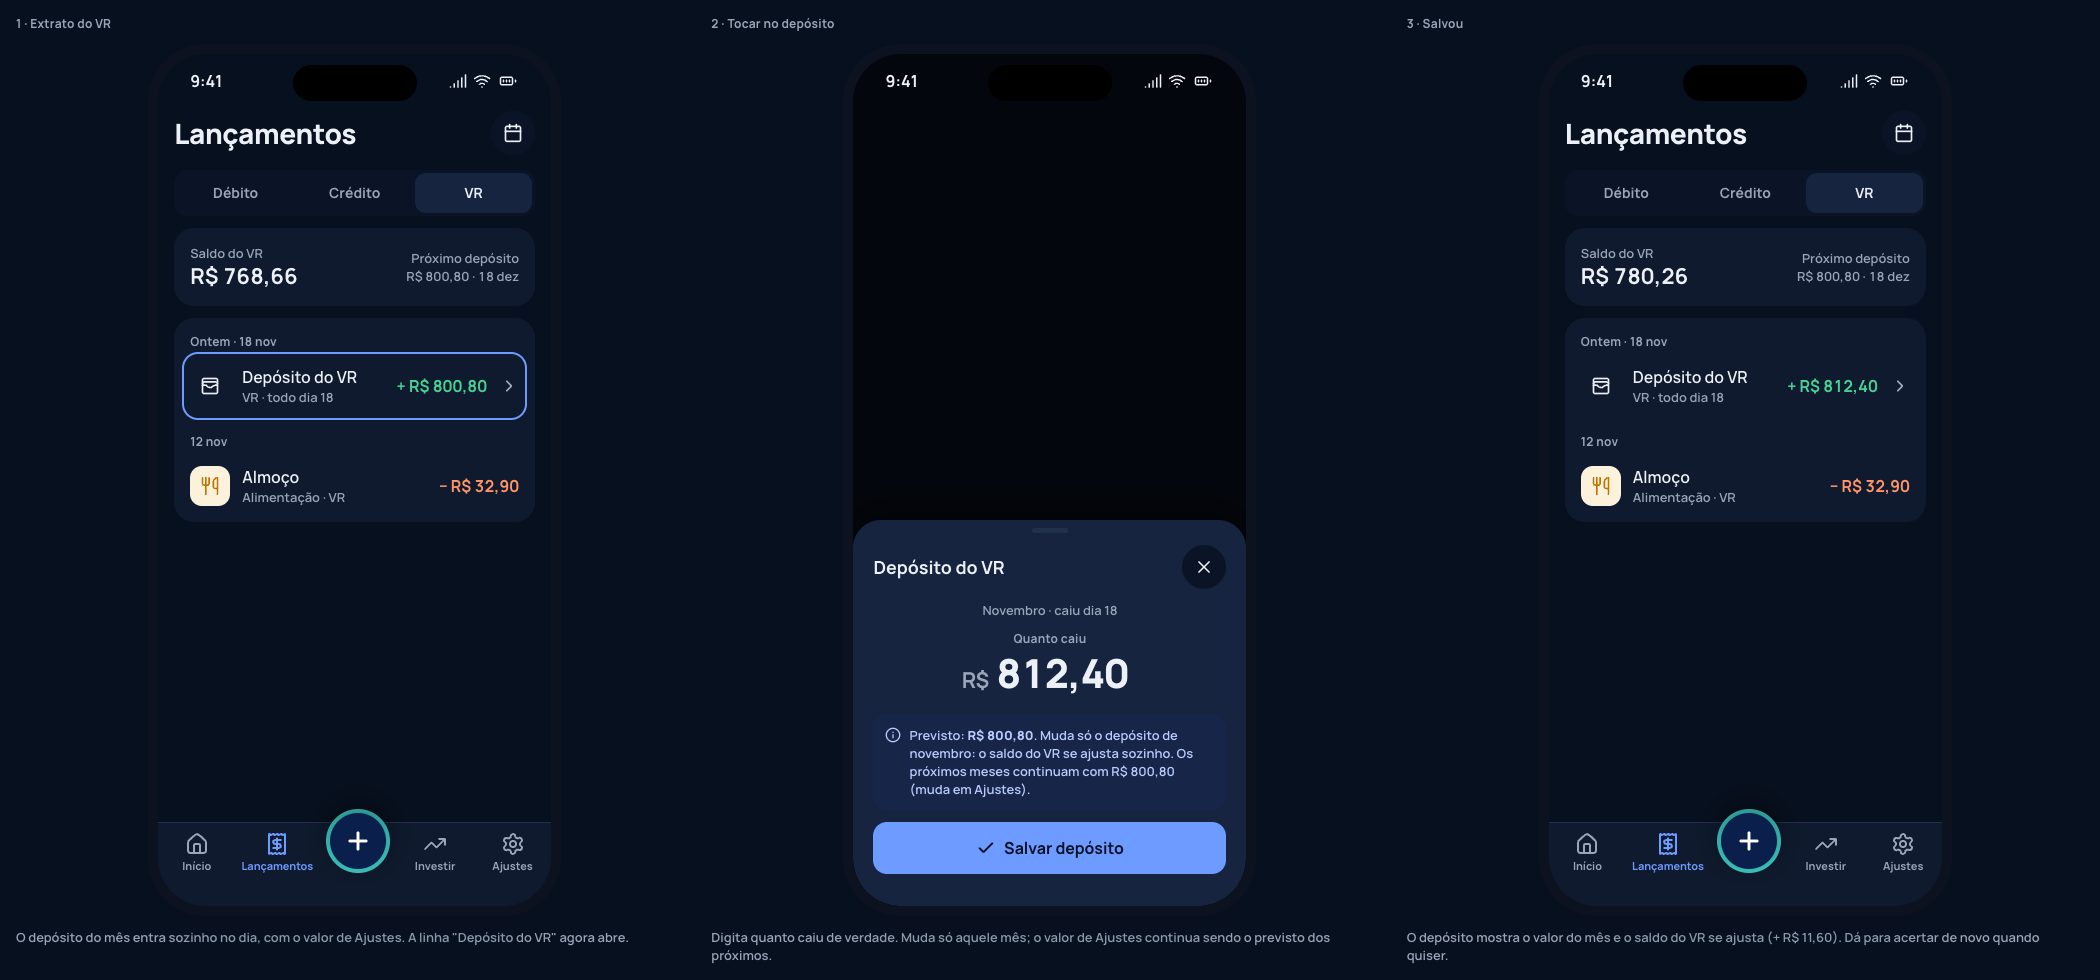 1 · Extrato do VR
9:41
Lançamentos
Débito
Crédito
VR
Saldo do VR
R$ 768,66
Próximo depósito
R$ 800,80 · 18 dez
Ontem · 18 nov
Depósito do VR
VR · todo dia 18
+ R$ 800,80
12 nov
Almoço
Alimentação · VR
− R$ 32,90
Início
Lançamentos
Investir
Ajustes
O depósito do mês entra sozinho no dia, com o valor de Ajustes. A linha "Depósito do VR" agora abre.
2 · Tocar no depósito
9:41
Depósito do VR
Novembro · caiu dia 18
Quanto caiu
R$ 812,40
Previsto: R$ 800,80. Muda só o depósito de
novembro: o saldo do VR se ajusta sozinho. Os
próximos meses continuam com R$ 800,80
(muda em Ajustes).
Salvar depósito
Digita quanto caiu de verdade. Muda só aquele mês; o valor de Ajustes continua sendo o previsto dos
próximos.
3 · Salvou
9:41
Lançamentos
Débito
Crédito
VR
Saldo do VR
R$ 780,26
Próximo depósito
R$ 800,80 · 18 dez
Ontem · 18 nov
Depósito do VR
VR · todo dia 18
+ R$ 812,40
12 nov
Almoço
Alimentação · VR
− R$ 32,90
Início
Lançamentos
Investir
Ajustes
O depósito mostra o valor do mês e o saldo do VR se ajusta (+ R$ 11,60). Dá para acertar de novo quando
quiser.